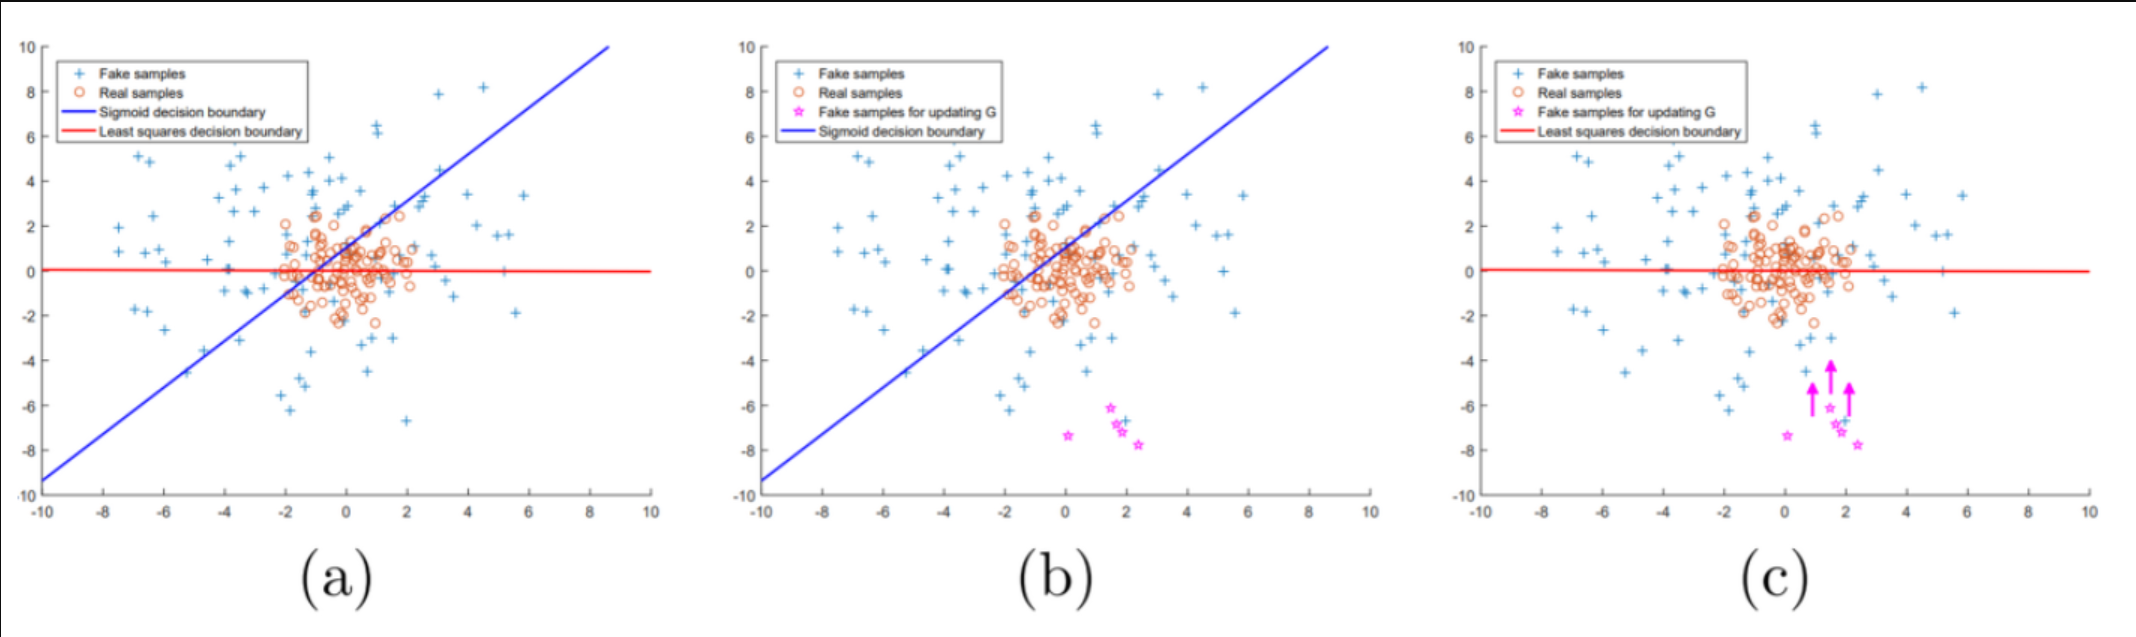 10
8
6
4
2
0
-2
-4
-6
-8
-10
-10 -8 -6 -4 -2 0 2 4 6 8 10
Fake samples
Real samples
Sigmoid decision boundary
Least squares decision boundary
(a)
10
8
6
4
2
0
-2
-4
-6
-8
-10
-10 -8 -6 -4 -2 0 2 4 6 8 10
Fake samples
Real samples
Fake samples for updating G
Sigmoid decision boundary
(b)
10
8
6
4
2
0
-2
-4
-6
-8
-10
-10 -8 -6 -4 -2 0 2 4 6 8 10
Fake samples
Real samples
Fake samples for updating G
Least squares decision boundary
(c)